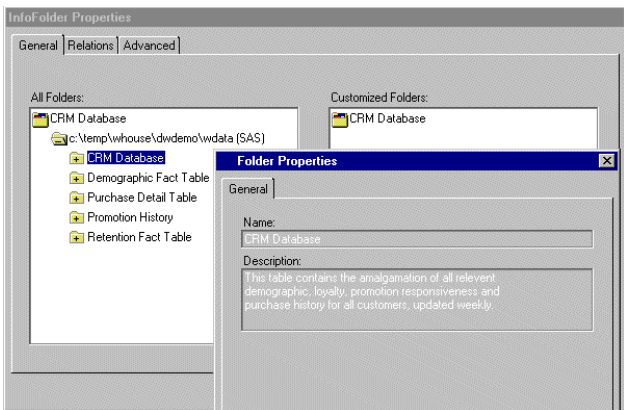 InfoFolder Properties
General Relations Advanced
All Folders:
Customized Folders:
CRM Database
CRM Database
c:\temp\whouse\dwdemo\wdata (SAS)
CRM Database
Demographic Fact Table
Purchase Detail Table
Promotion History
Retention Fact Table
Folder Properties
General
Name:
CRM Database
Description:
This table contains the amalgamation of all relevent
demographic, loyalty, promotion responsiveness and
purchase history for all customers, updated weekly.